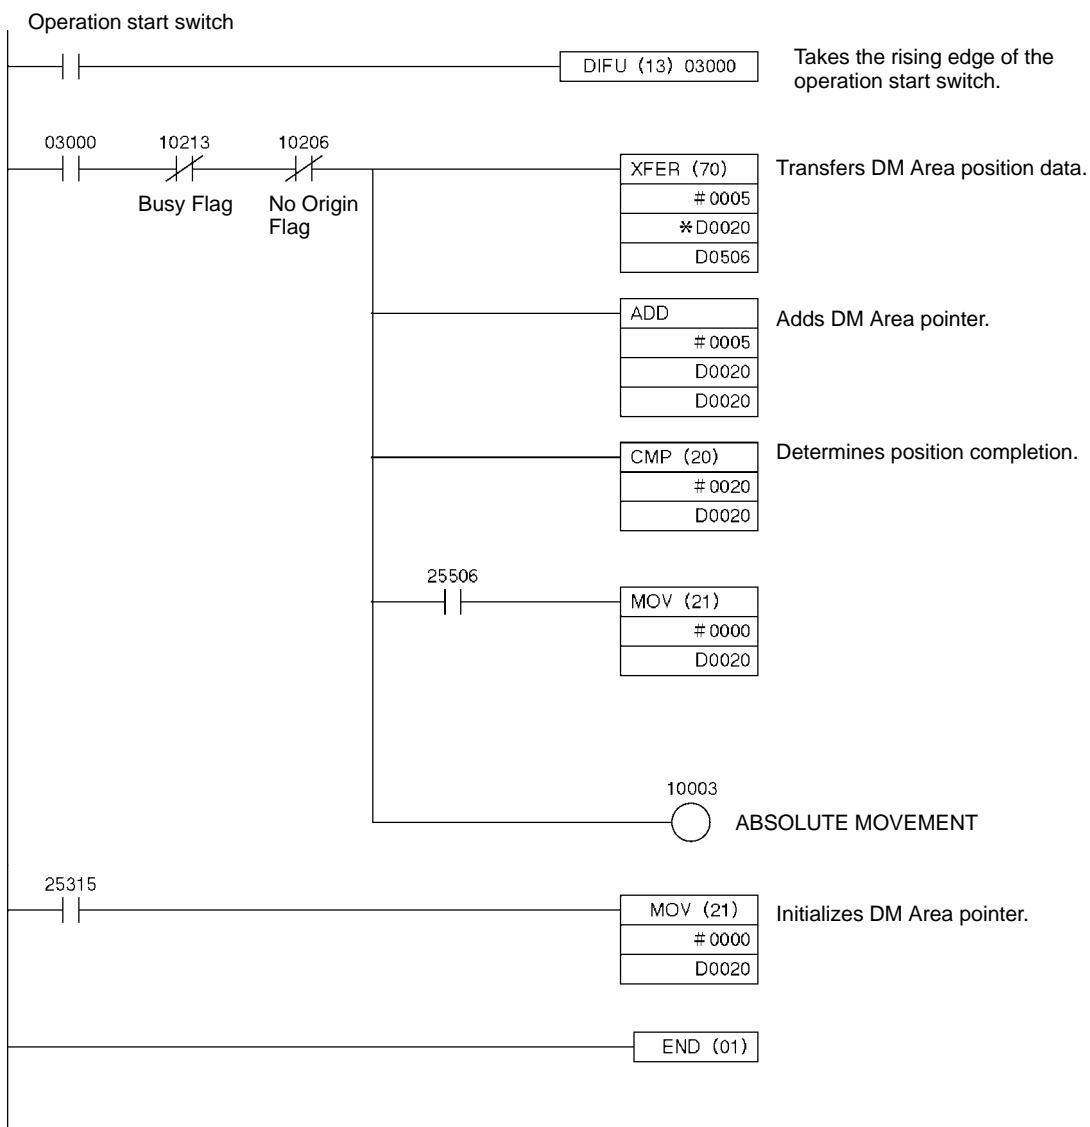 Operation start switch
DIFU (13) 03000
Takes the rising edge of the
operation start switch.
03000
10213
10206
Busy Flag
No Origin
Flag
XFER (70)
#0005
*D0020
D0506
Transfers DM Area position data.
ADD
#0005
D0020
D0020
Adds DM Area pointer.
CMP (20)
#0020
D0020
Determines position completion.
25506
MOV (21)
#0000
D0020
10003
ABSOLUTE MOVEMENT
25315
MOV (21)
#0000
D0020
Initializes DM Area pointer.
END (01)